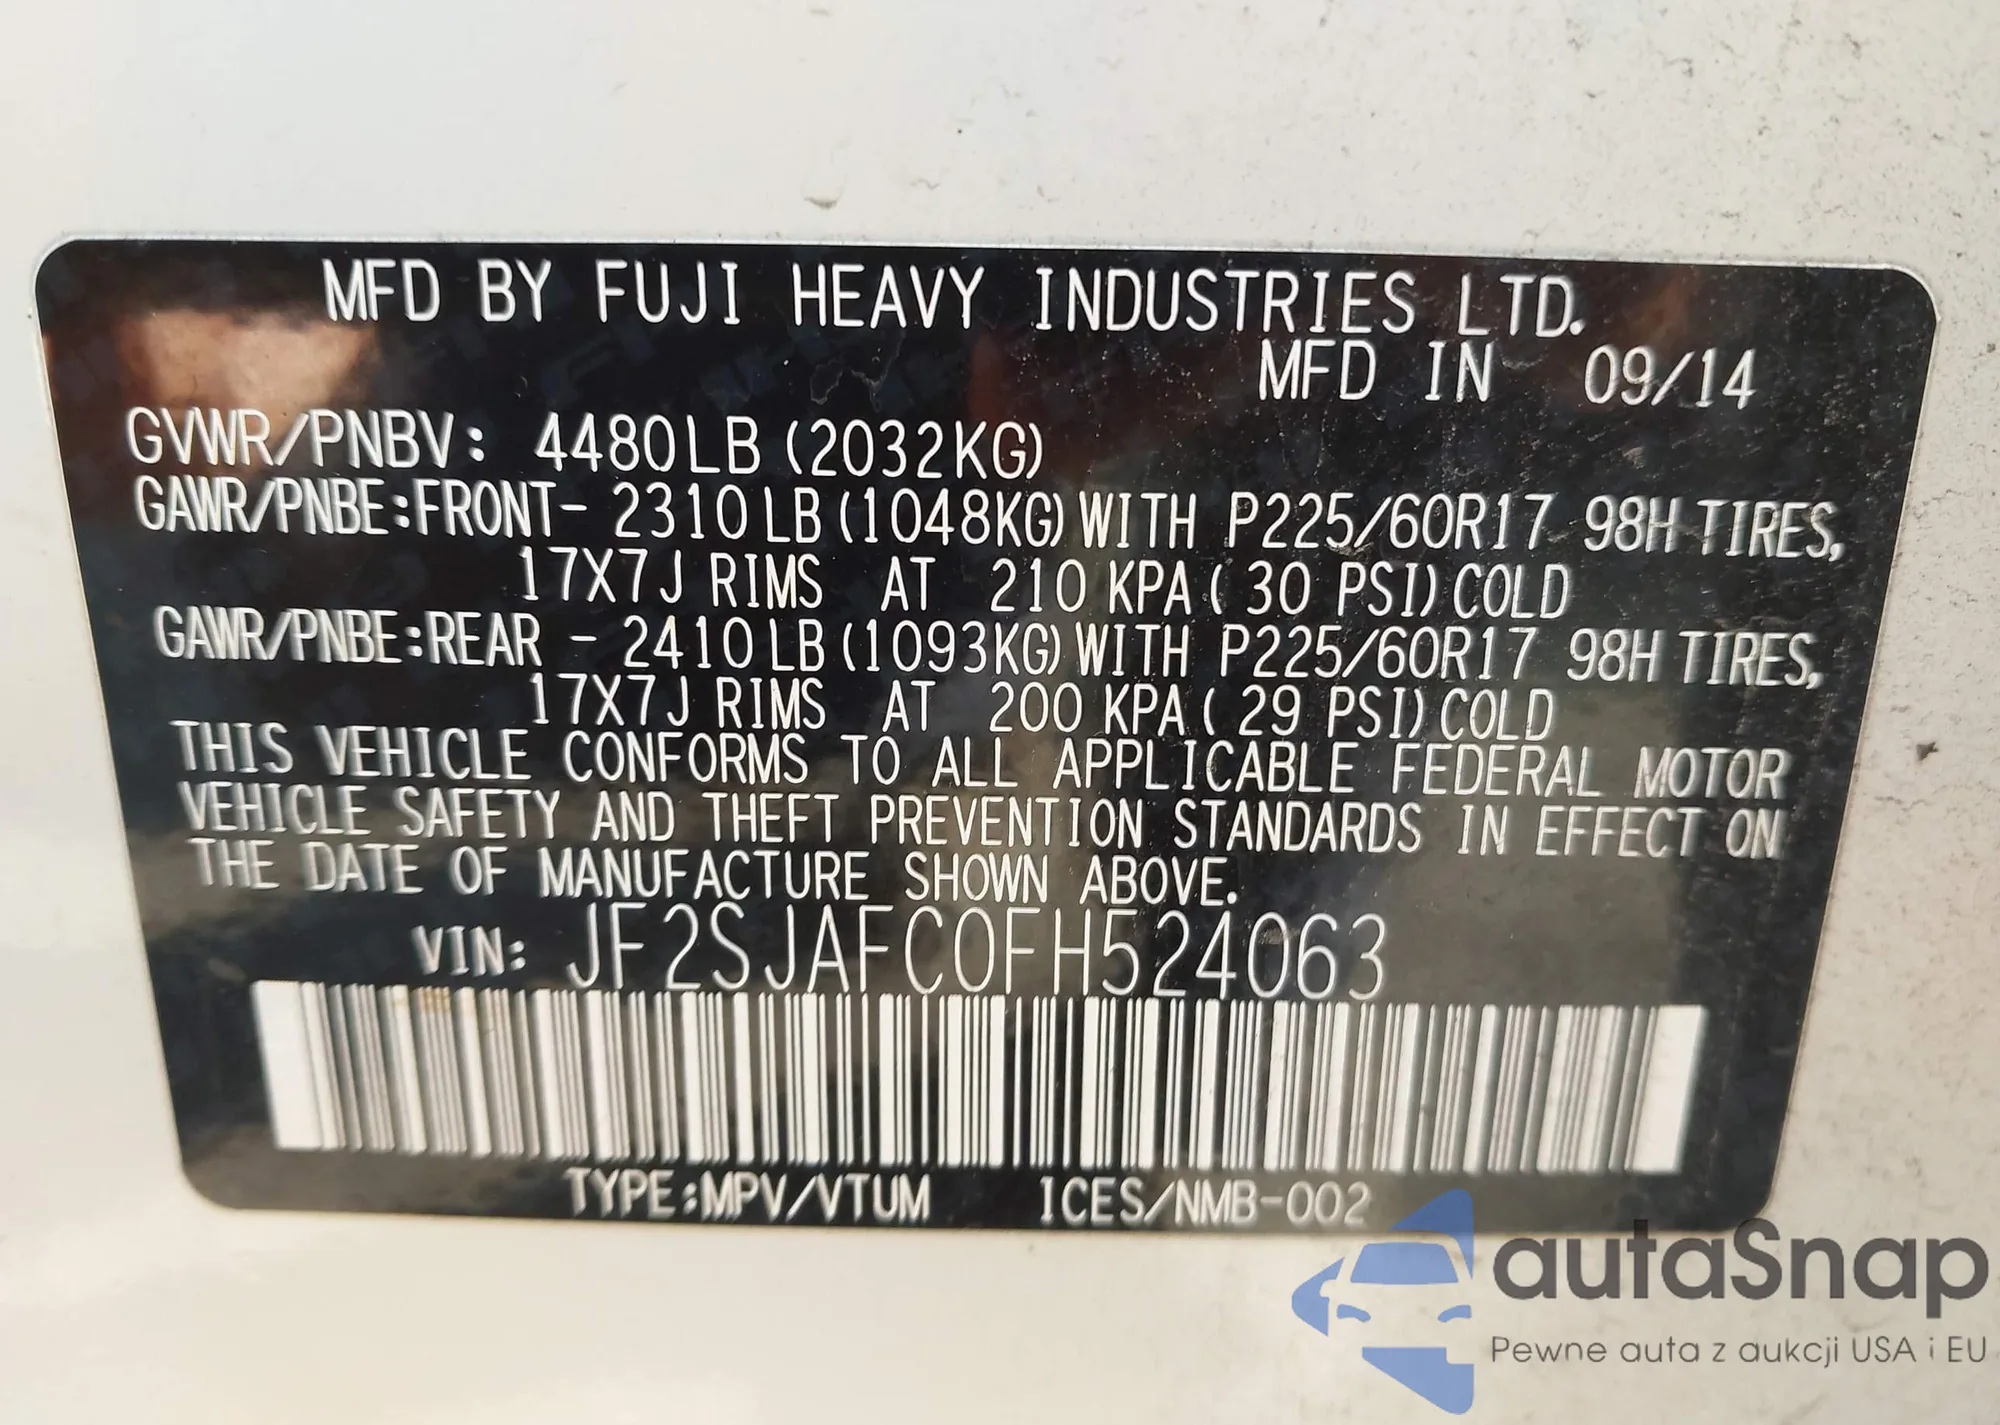 MFD BY FUJI HEAVY INDUSTRIES LTD.
MFD IN 09/14
GVWR/PNBV: 4480LB (2032KG)
GAWR/PNBE:FRONT- 2310LB(1048KG)WITH P225/60R17 98H TIRES,
17X7J RIMS AT 210 KPA( 30 PSI)COLD
GAWR/PNBE:REAR - 2410LB(1093KG)WITH P225/60R17 98H TIRES,
17X7J RIMS AT 200 KPA( 29 PSI)COLD
THIS VEHICLE CONFORMS TO ALL APPLICABLE FEDERAL MOTOR
VEHICLE SAFETY AND THEFT PREVENTION STANDARDS IN EFFECT ON
THE DATE OF MANUFACTURE SHOWN ABOVE.
VIN: JF2SJAFC0FH524063
TYPE:MPV/VTUM ICES/NMB-002
autaSnap
Pewne auta z aukcji USA i EU